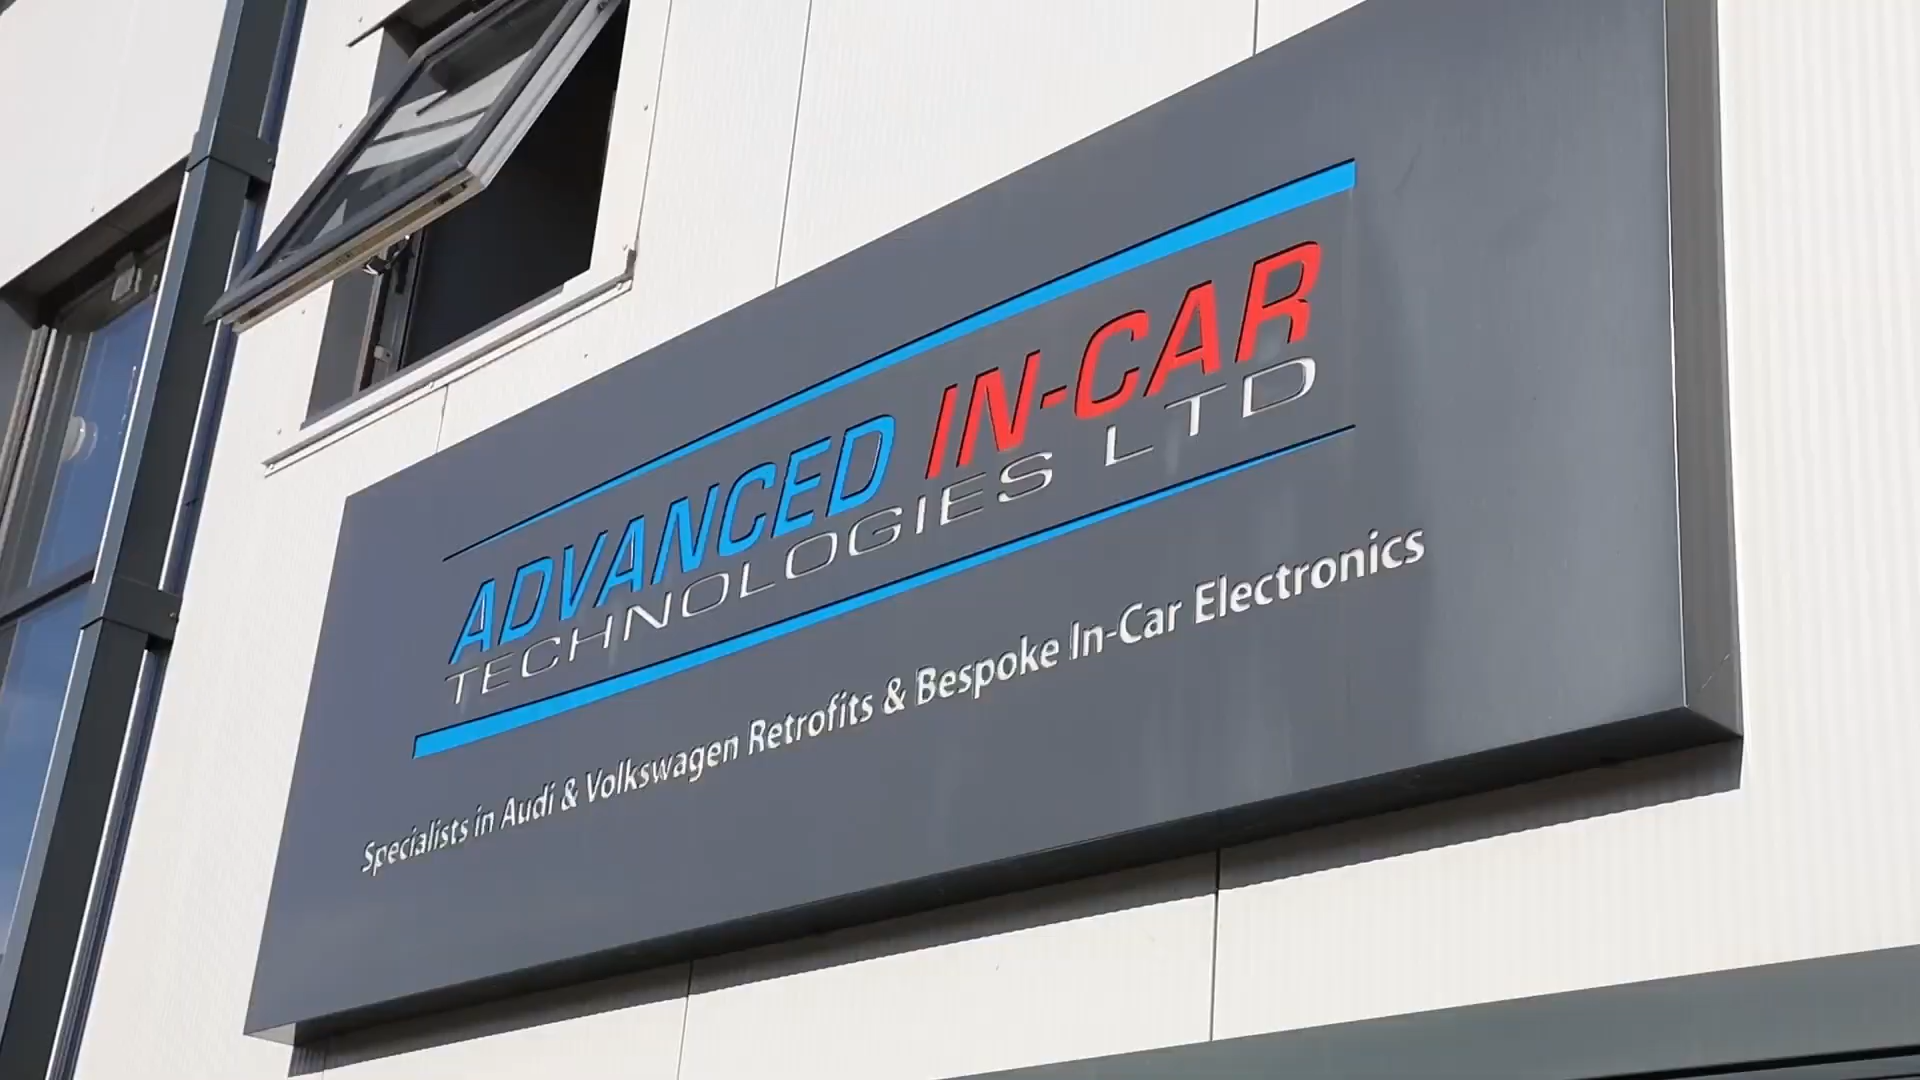 ADVANCED IN-CAR
TECHNOLOGIES LTD
Specialists in Audi & Volkswagen Retrofits & Bespoke In-Car Electronics